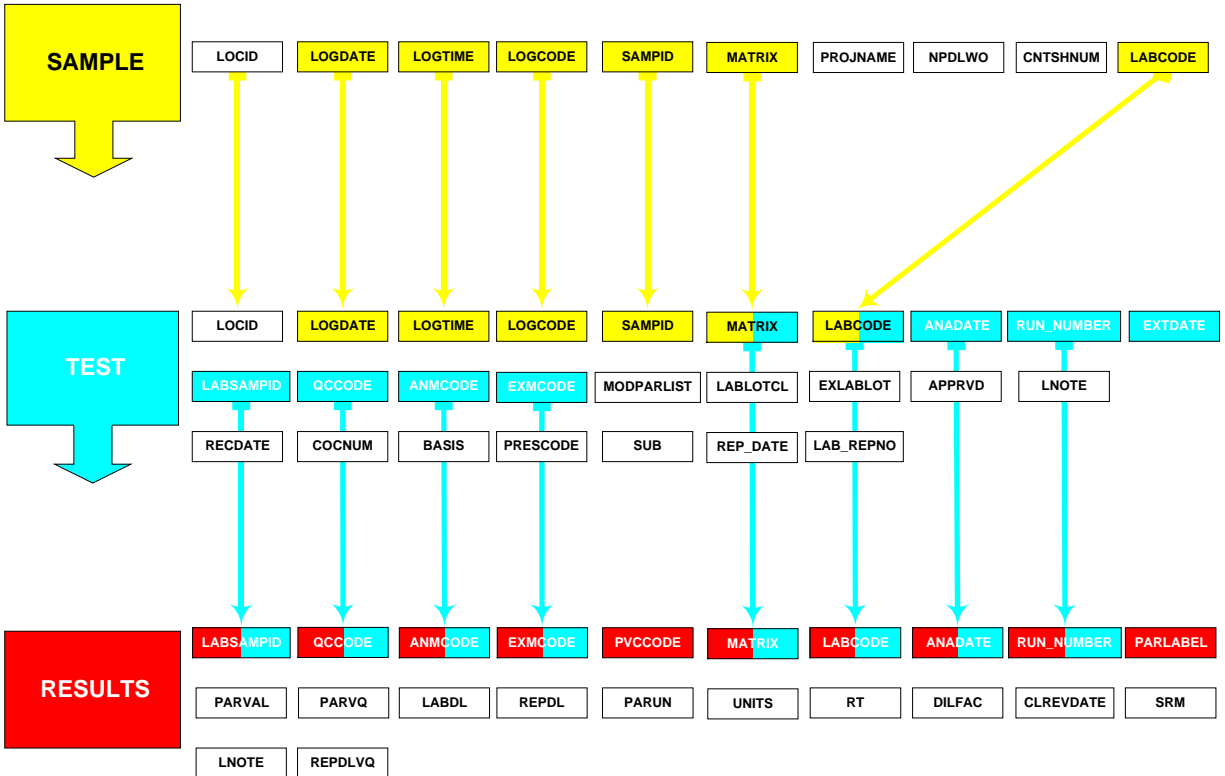 SAMPLE
LOCID LOGDATE LOGTIME LOGCODE SAMPID MATRIX PROJNAME NPDLWO CNTSHNUM LABCODE
TEST
LOCID LOGDATE LOGTIME LOGCODE SAMPID MATRIX LABCODE ANADATE RUN_NUMBER EXTDATE
LABSAMPID QCCODE ANMCODE EXMCODE MODPARLIST LABLOTCL EXLABLOT APPRVD LNOTE
RECDATE COCNUM BASIS PRESCODE SUB REP_DATE LAB_REPNO
RESULTS
LABSAMPID QCCODE ANMCODE EXMCODE PVCCODE MATRIX LABCODE ANADATE RUN_NUMBER PARLABEL
PARVAL PARVQ LABDL REPDL PARUN UNITS RT DILFAC CLREVDATE SRM
LNOTE REPDLVQ